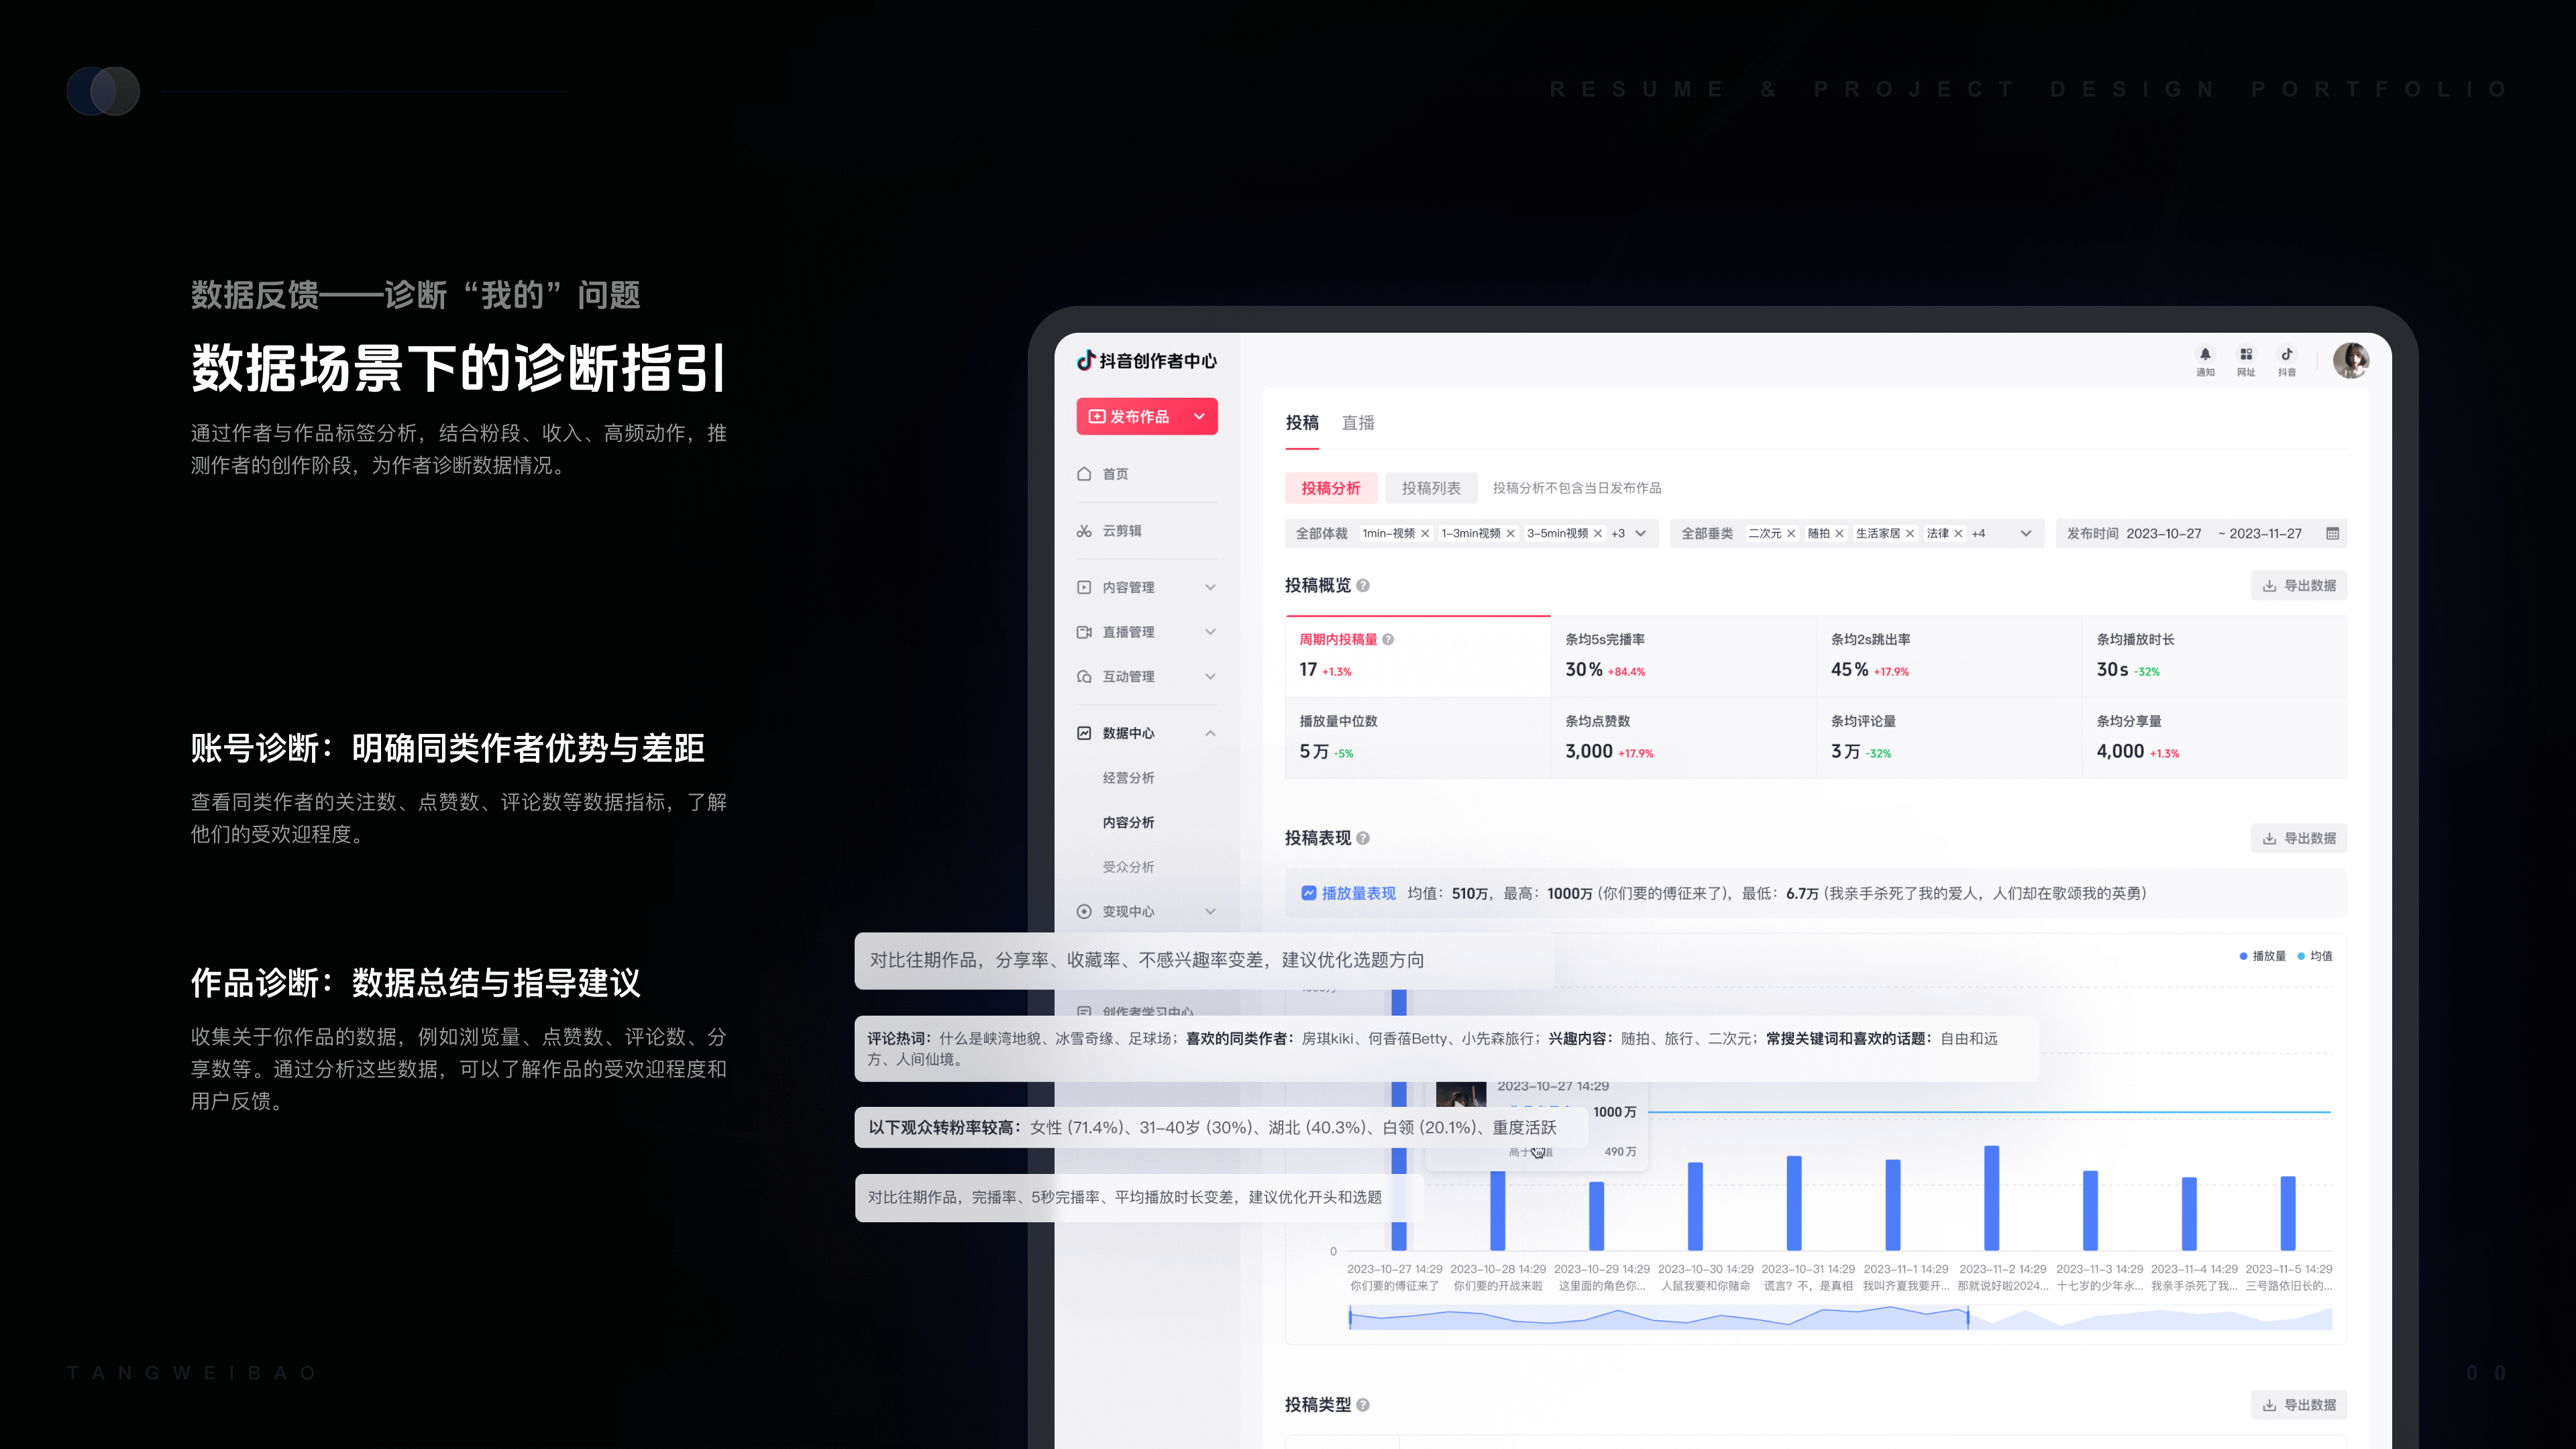 RESUME & PROJECT DESIGN PORTFOLIO
数据反馈——诊断“我的”问题
数据场景下的诊断指引
通过作者与作品标签分析，结合粉段、收入、高频动作，推
测作者的创作阶段，为作者诊断数据情况。
账号诊断：明确同类作者优势与差距
查看同类作者的关注数、点赞数、评论数等数据指标，了解
他们的受欢迎程度。
作品诊断：数据总结与指导建议
收集关于你作品的数据，例如浏览量、点赞数、评论数、分
享数等。通过分析这些数据，可以了解作品的受欢迎程度和
用户反馈。
抖音创作者中心
发布作品
首页
云剪辑
内容管理
直播管理
互动管理
数据中心
经营分析
内容分析
受众分析
变现中心
创作者学习中心
通知 网址 抖音
投稿 直播
投稿分析 投稿列表 投稿分析不包含当日发布作品
全部体裁 1min-视频 1-3min视频 3-5min视频 +3 全部垂类 二次元 随拍 生活家居 法律 +4 发布时间 2023-10-27 ~ 2023-11-27
投稿概览 导出数据
周期内投稿量 条均5s完播率 条均2s跳出率 条均播放时长
17 +1.3% 30% +84.4% 45% +17.9% 30s -32%
播放量中位数 条均点赞数 条均评论量 条均分享量
5万 -5% 3,000 +17.9% 3万 -32% 4,000 +1.3%
投稿表现 导出数据
播放量表现 均值：510万，最高：1000万 (你们要的傅征来了)，最低：6.7万 (我亲手杀死了我的爱人，人们却在歌颂我的英勇)
播放量 均值
对比往期作品，分享率、收藏率、不感兴趣率变差，建议优化选题方向
评论热词：什么是峡湾地貌、冰雪奇缘、足球场；喜欢的同类作者：房琪kiki、何香蓓Betty、小先森旅行；兴趣内容：随拍、旅行、二次元；常搜关键词和喜欢的话题：自由和远
方、人间仙境。
2023-10-27 14:29
1000万
以下观众转粉率较高：女性 (71.4%)、31-40岁 (30%)、湖北 (40.3%)、白领 (20.1%)、重度活跃
490万
对比往期作品，完播率、5秒完播率、平均播放时长变差，建议优化开头和选题
0
2023-10-27 14:29 2023-10-28 14:29 2023-10-29 14:29 2023-10-30 14:29 2023-10-31 14:29 2023-11-1 14:29 2023-11-2 14:29 2023-11-3 14:29 2023-11-4 14:29 2023-11-5 14:29
你们要的傅征来了 你们要的开战来啦 这里面的角色你... 人鼠我要和你赌命 谎言？不，是真相 我叫齐夏我要开... 那就说好啦2024... 十七岁的少年永... 我亲手杀死了我... 三号路依旧长的...
投稿类型 导出数据
TANGWEIBAO
00